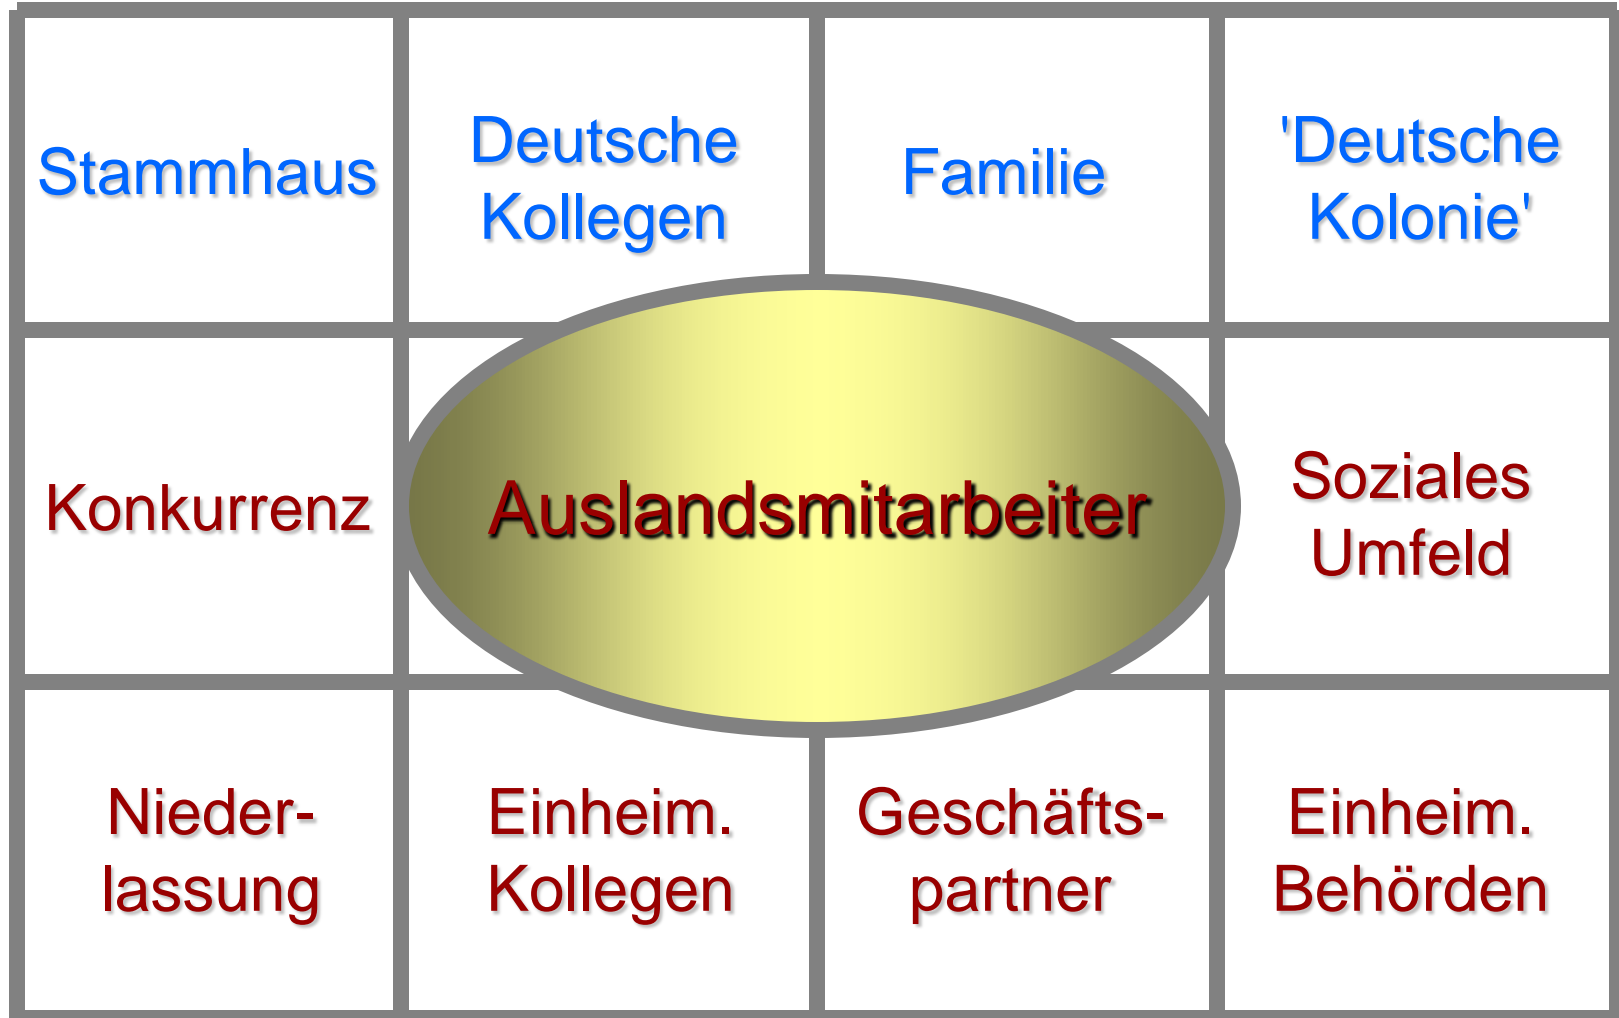 Stammhaus
Deutsche
Kollegen
Familie
'Deutsche
Kolonie'
Konkurrenz
Auslandsmitarbeiter
Soziales
Umfeld
Nieder-
lassung
Einheim.
Kollegen
Geschäfts-
partner
Einheim.
Behörden